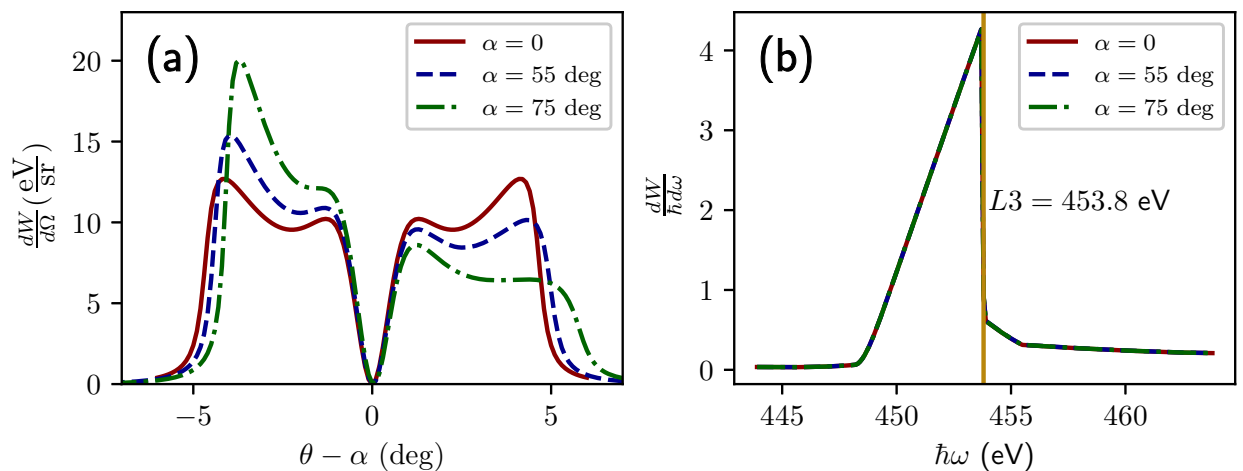 (a)
α = 0
α = 55 deg
α = 75 deg
dW/dΩ (eV/sr)
20
15
10
5
0
−5
0
5
θ − α (deg)
(b)
α = 0
α = 55 deg
α = 75 deg
dW/ħdω
4
3
2
1
0
L3 = 453.8 eV
445
450
455
460
ħω (eV)